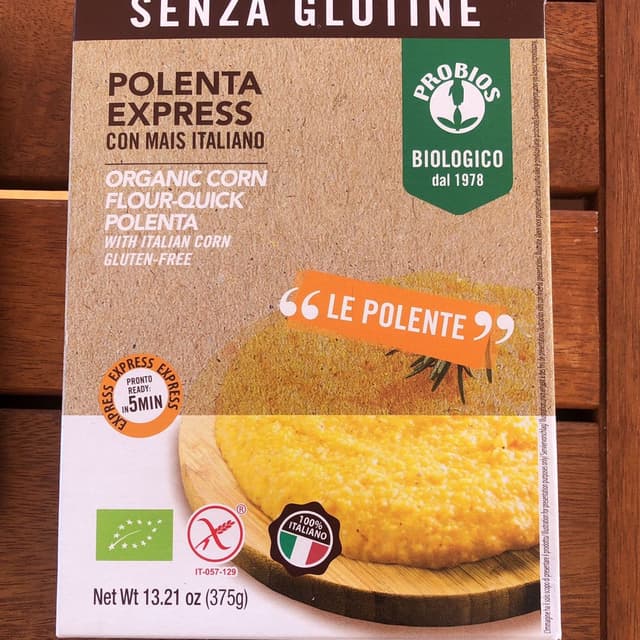 SENZA GLUTINE
POLENTA
EXPRESS
CON MAIS ITALIANO
ORGANIC CORN
FLOUR-QUICK
POLENTA
WITH ITALIAN CORN
GLUTEN-FREE
PROBIOS
BIOLOGICO
dal 1978
“ LE POLENTE ”
EXPRESS EXPRESS EXPRESS
PRONTO
READY:
IN 5MIN
100%
ITALIANO
®
IT-057-129
Net Wt 13.21 oz (375g)